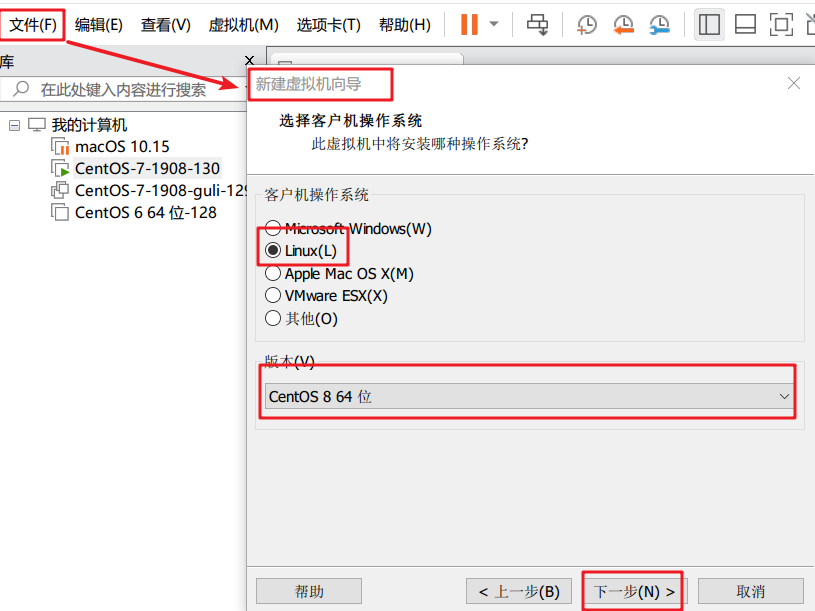 文件(F) 编辑(E) 查看(V) 虚拟机(M) 选项卡(T) 帮助(H)
库
在此处键入内容进行搜索
我的计算机
macOS 10.15
CentOS-7-1908-130
CentOS-7-1908-guli-129
CentOS 6 64 位-128
新建虚拟机向导
选择客户机操作系统
此虚拟机中将安装哪种操作系统?
客户机操作系统
Microsoft Windows(W)
Linux(L)
Apple Mac OS X(M)
VMware ESX(X)
其他(O)
版本(V)
CentOS 8 64 位
帮助 < 上一步(B) 下一步(N) > 取消